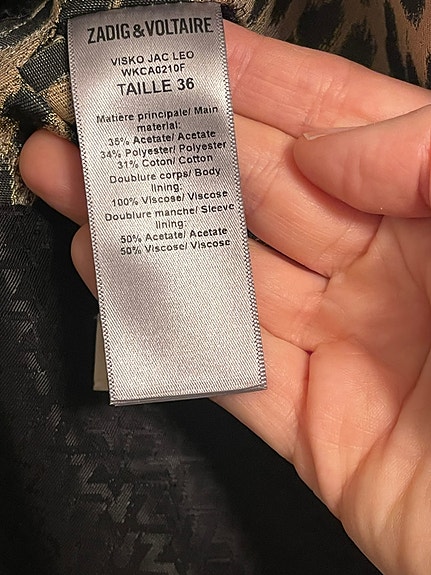 ZADIG & VOLTAIRE
VISKO JAC LEO
WKCA0210F
TAILLE 36
Matière principale/ Main
material:
35% Acetate/ Acetate
34% Polyester/ Polyester
31% Coton/ Cotton
Doublure corps/ Body
lining:
100% Viscose/ Viscose
Doublure manche/ Sleeve
lining:
50% Acetate/ Acetate
50% Viscose/ Viscose